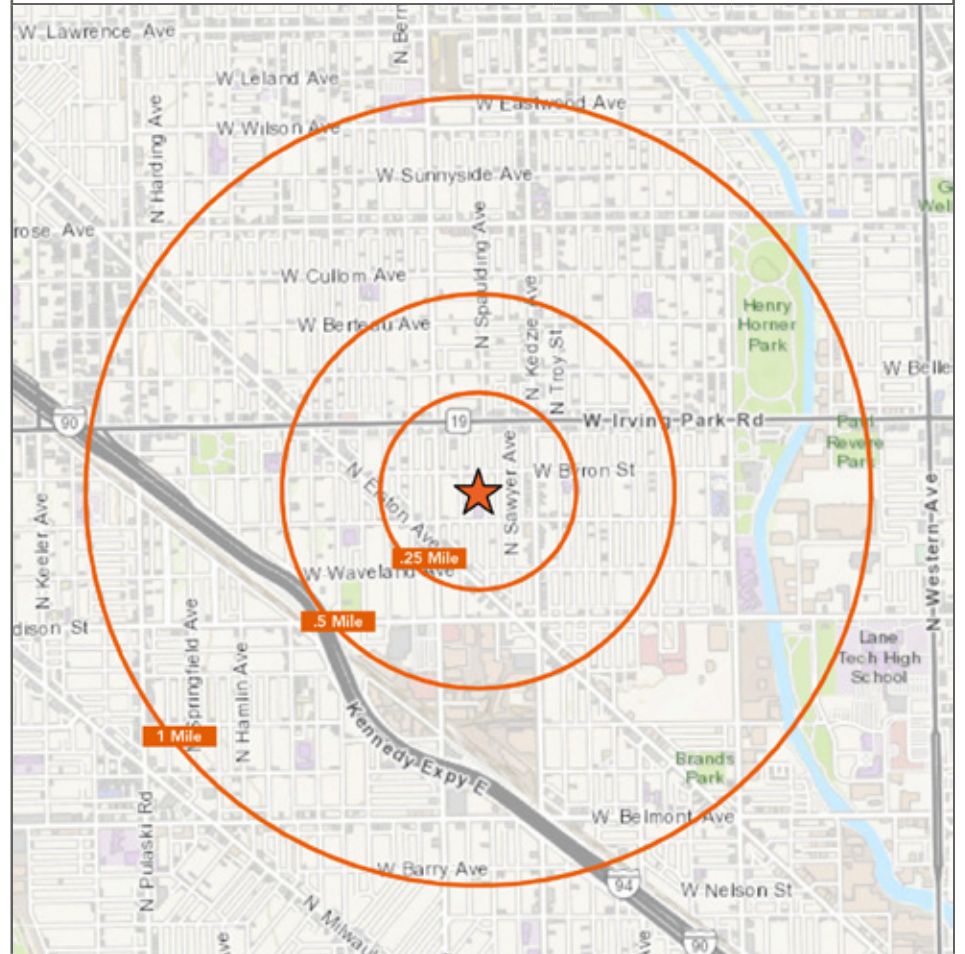 W Lawrence Ave
N Bern
W Leland Ave
W Eastwood Ave
N Harding Ave
W Wilson Ave
W Sunnyside Ave
G
Well
rose Ave
N Spaulding Ave
W Cullom Ave
N Kedzie Ave
Henry
Horner
Park
W Berteau Ave
N Troy St
W Belle
90
19
W Irving Park Rd
Paul
Revere
Park
W Byron St
N Sawyer Ave
N Elston Ave
N Western Ave
N Keeler Ave
.25 Mile
W Waveland Ave
.5 Mile
dison St
N Springfield Ave
N Hamlin Ave
Lane
Tech High
School
1 Mile
Kennedy Expy E
Brands
Park
N Pulaski Rd
W Belmont Ave
W Barry Ave
94
W Nelson St
N Milwau
ve
ve
90